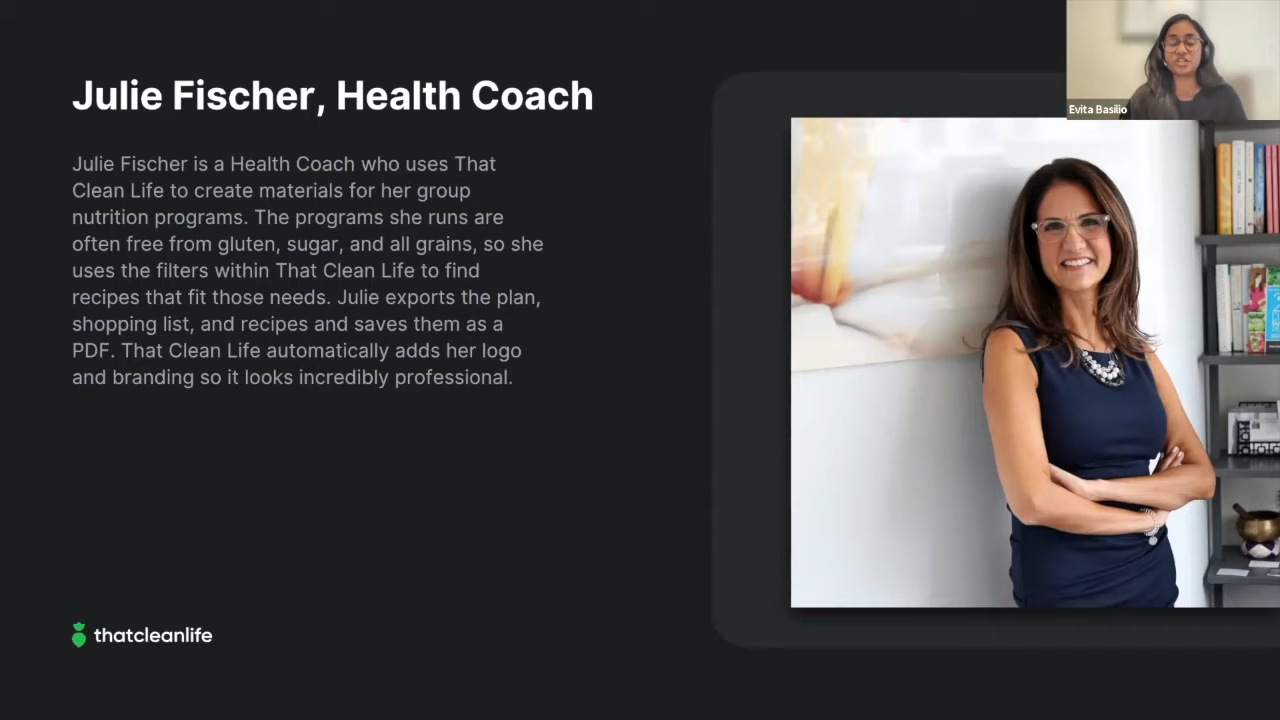 Julie Fischer, Health Coach
Julie Fischer is a Health Coach who uses That
Clean Life to create materials for her group
nutrition programs. The programs she runs are
often free from gluten, sugar, and all grains, so she
uses the filters within That Clean Life to find
recipes that fit those needs. Julie exports the plan,
shopping list, and recipes and saves them as a
PDF. That Clean Life automatically adds her logo
and branding so it looks incredibly professional.
thatcleanlife
Evita Basilio